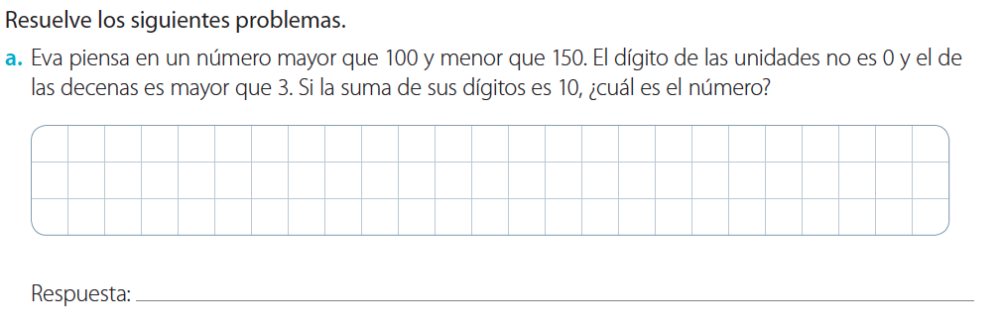 Resuelve los siguientes problemas.
a. Eva piensa en un número mayor que 100 y menor que 150. El dígito de las unidades no es 0 y el de
las decenas es mayor que 3. Si la suma de sus dígitos es 10, ¿cuál es el número?
Respuesta: